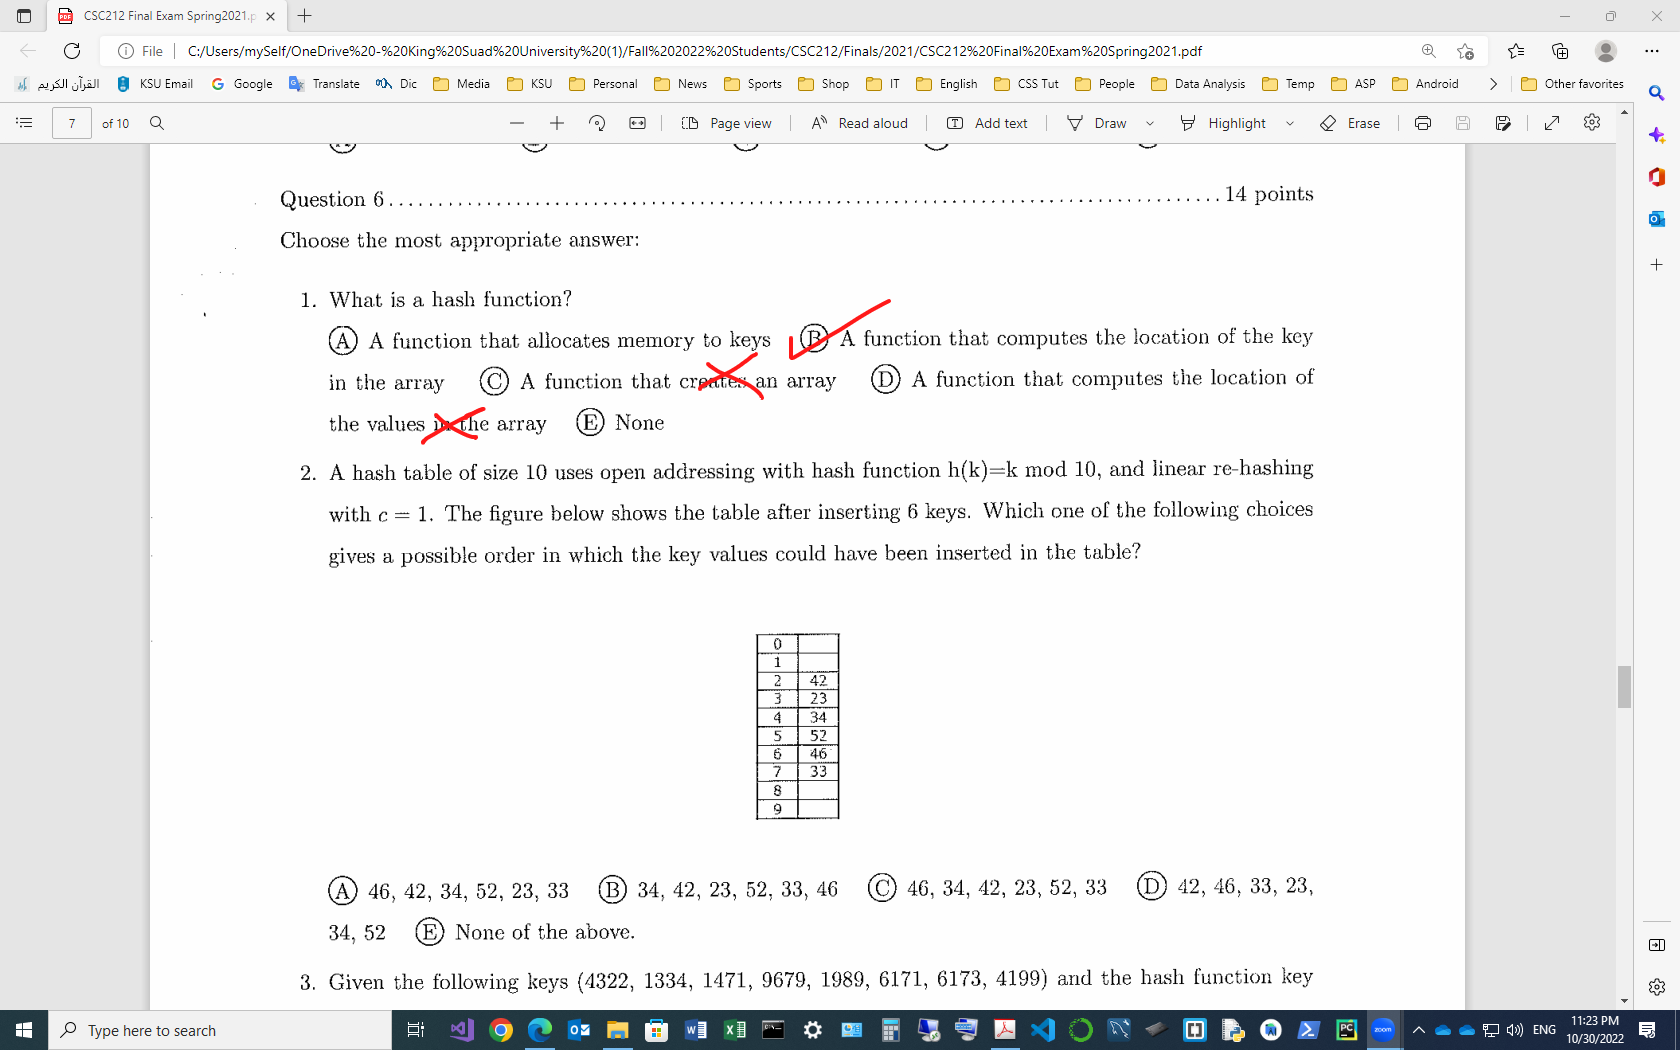 CSC212 Final Exam Spring2021.p
File
C:/Users/mySelf/OneDrive%20-%20King%20Suad%20University%20(1)/Fall%202022%20Students/CSC212/Finals/2021/CSC212%20Final%20Exam%20Spring2021.pdf
القرآن الكريم KSU Email Google Translate Dic Media KSU Personal News Sports Shop IT English CSS Tut People Data Analysis Temp ASP Android Other favorites
7 of 10 Page view Read aloud Add text Draw Highlight Erase
Question 6 14 points
Choose the most appropriate answer:
1. What is a hash function?
A A function that allocates memory to keys B A function that computes the location of the key
in the array C A function that creates an array D A function that computes the location of
the values in the array E None
2. A hash table of size 10 uses open addressing with hash function h(k)=k mod 10, and linear re-hashing
with c = 1. The figure below shows the table after inserting 6 keys. Which one of the following choices
gives a possible order in which the key values could have been inserted in the table?
0
1
2 42
3 23
4 34
5 52
6 46
7 33
8
9
A 46, 42, 34, 52, 23, 33 B 34, 42, 23, 52, 33, 46 C 46, 34, 42, 23, 52, 33 D 42, 46, 33, 23,
34, 52 E None of the above.
3. Given the following keys (4322, 1334, 1471, 9679, 1989, 6171, 6173, 4199) and the hash function key
Type here to search
ENG
11:23 PM
10/30/2022